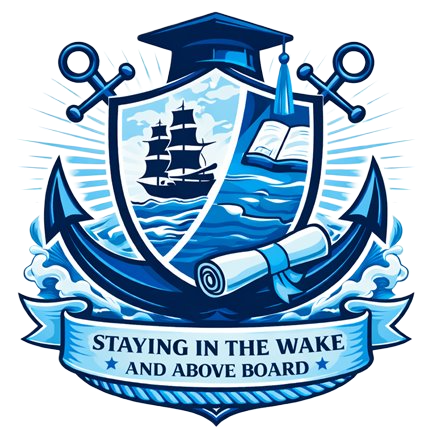 STAYING IN THE WAKE
AND ABOVE BOARD